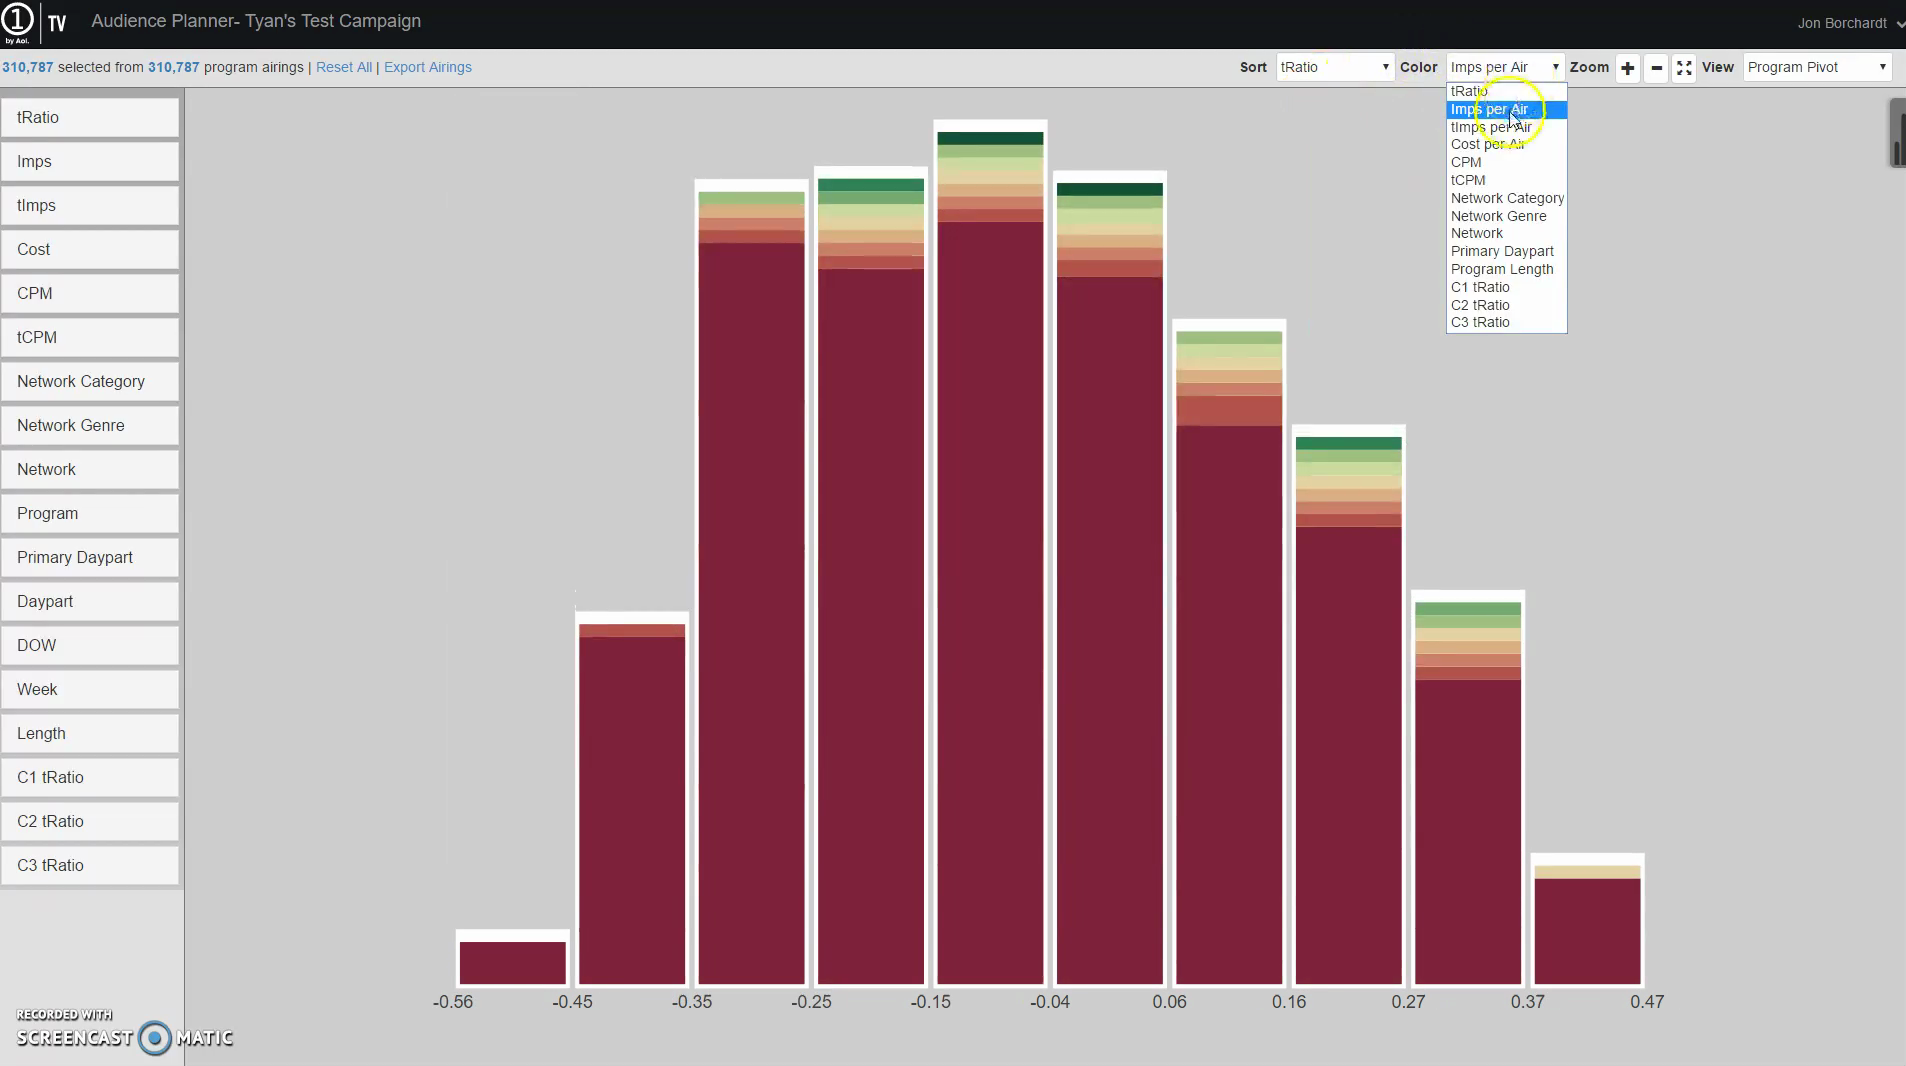 1 TV
by Aol.
Audience Planner- Tyan's Test Campaign
Jon Borchardt
310,787 selected from 310,787 program airings | Reset All | Export Airings
Sort tRatio Color Imps per Air Zoom + − View Program Pivot
tRatio
Imps per Air
tImps per Air
Cost per Air
CPM
tCPM
Network Category
Network Genre
Network
Primary Daypart
Program Length
C1 tRatio
C2 tRatio
C3 tRatio
tRatio
Imps
tImps
Cost
CPM
tCPM
Network Category
Network Genre
Network
Program
Primary Daypart
Daypart
DOW
Week
Length
C1 tRatio
C2 tRatio
C3 tRatio
-0.56 -0.45 -0.35 -0.25 -0.15 -0.04 0.06 0.16 0.27 0.37 0.47
RECORDED WITH
SCREENCAST MATIC